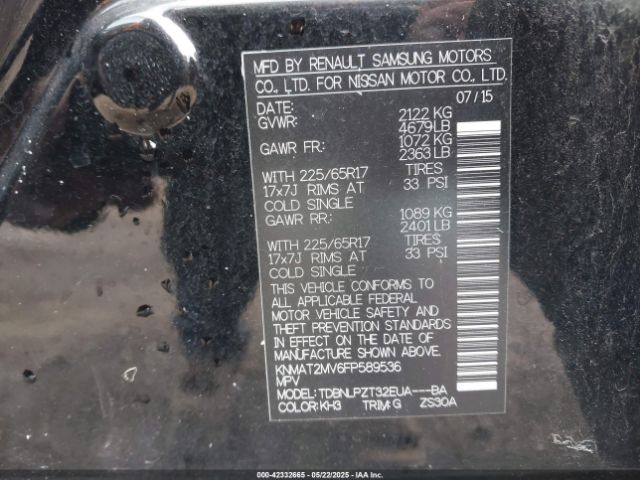 MFD BY RENAULT SAMSUNG MOTORS
CO., LTD. FOR NISSAN MOTOR CO., LTD.
DATE: 07/15
GVWR: 2122 KG
4679LB
GAWR FR: 1072 KG
2363 LB
WITH 225/65R17 TIRES
17x7J RIMS AT 33 PSI
COLD SINGLE
GAWR RR: 1089 KG
2401 LB
WITH 225/65R17 TIRES
17x7J RIMS AT 33 PSI
COLD SINGLE
THIS VEHICLE CONFORMS TO
ALL APPLICABLE FEDERAL
MOTOR VEHICLE SAFETY AND
THEFT PREVENTION STANDARDS
IN EFFECT ON THE DATE OF
MANUFACTURE SHOWN ABOVE.
KNMAT2MV6FP589536
MPV
MODEL: TDBNLPZT32EUA---BA
COLOR: KH3 TRIM: G ZS30A
000-42332665 - 05/22/2025 - IAA Inc.